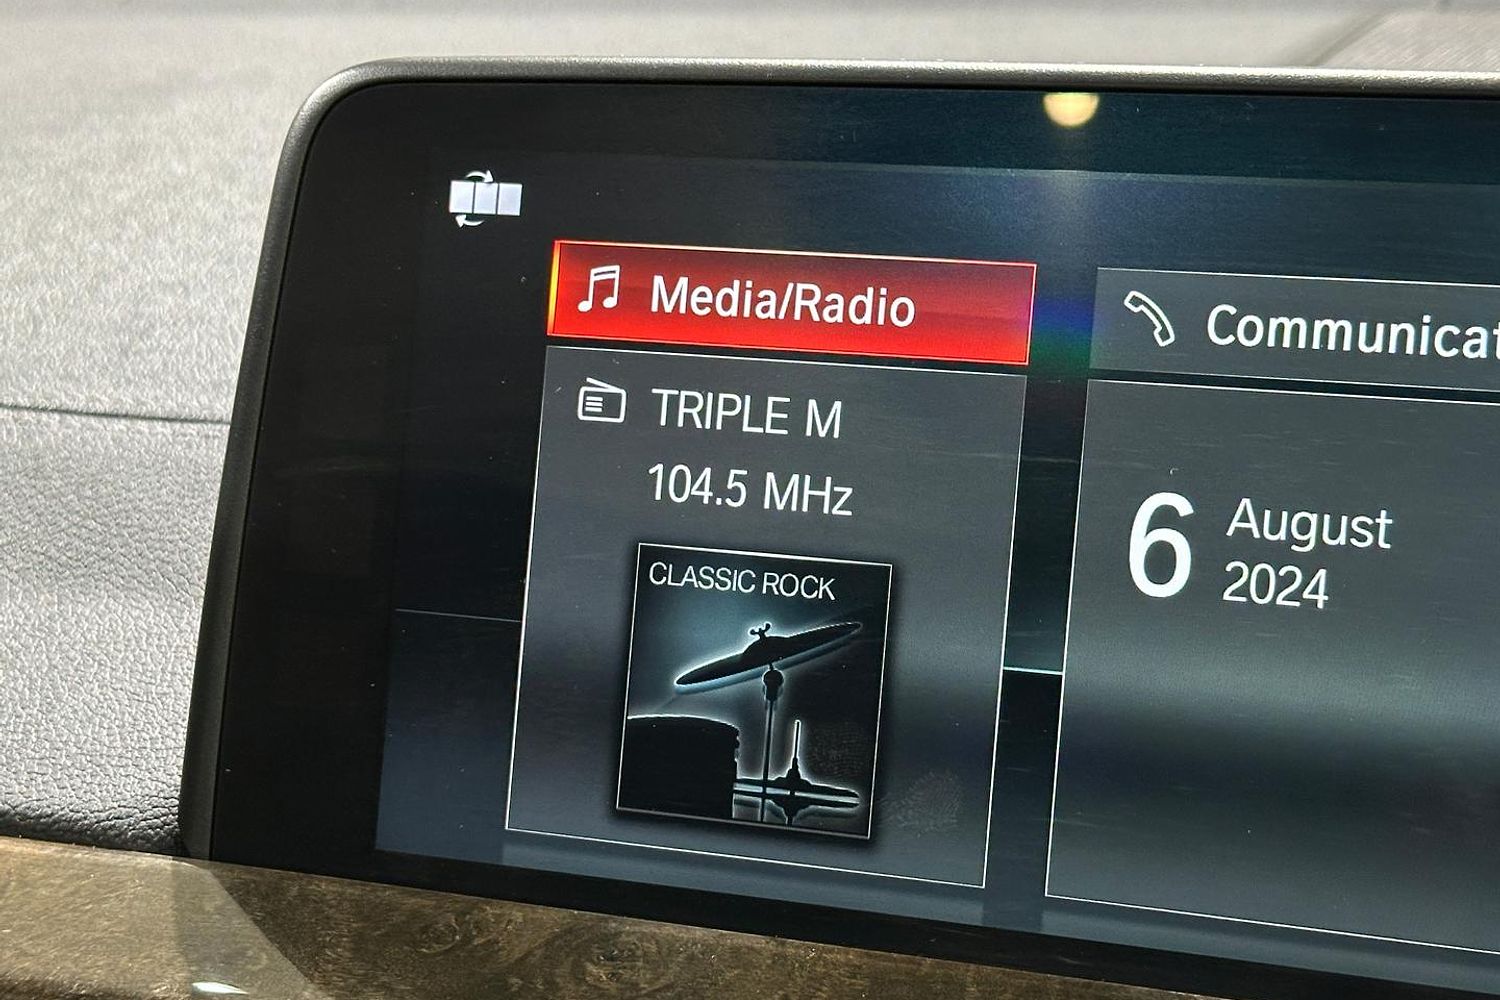 Media/Radio
TRIPLE M
104.5 MHz
CLASSIC ROCK
6 August
2024